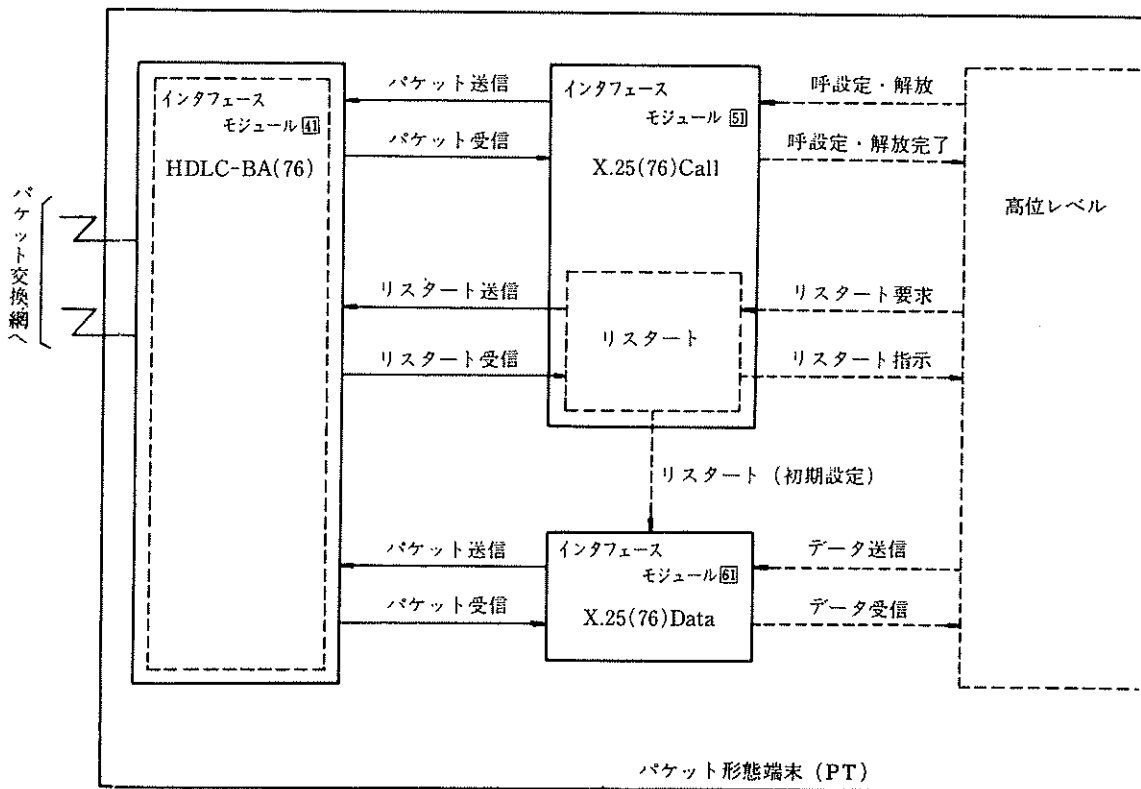 パケット交換網へ
インタフェース
モジュール 41
HDLC-BA(76)
パケット送信
パケット受信
リスタート送信
リスタート受信
パケット送信
パケット受信
インタフェース
モジュール 51
X.25(76)Call
リスタート
リスタート（初期設定）
インタフェース
モジュール 61
X.25(76)Data
呼設定・解放
呼設定・解放完了
リスタート要求
リスタート指示
データ送信
データ受信
高位レベル
パケット形態端末（PT）